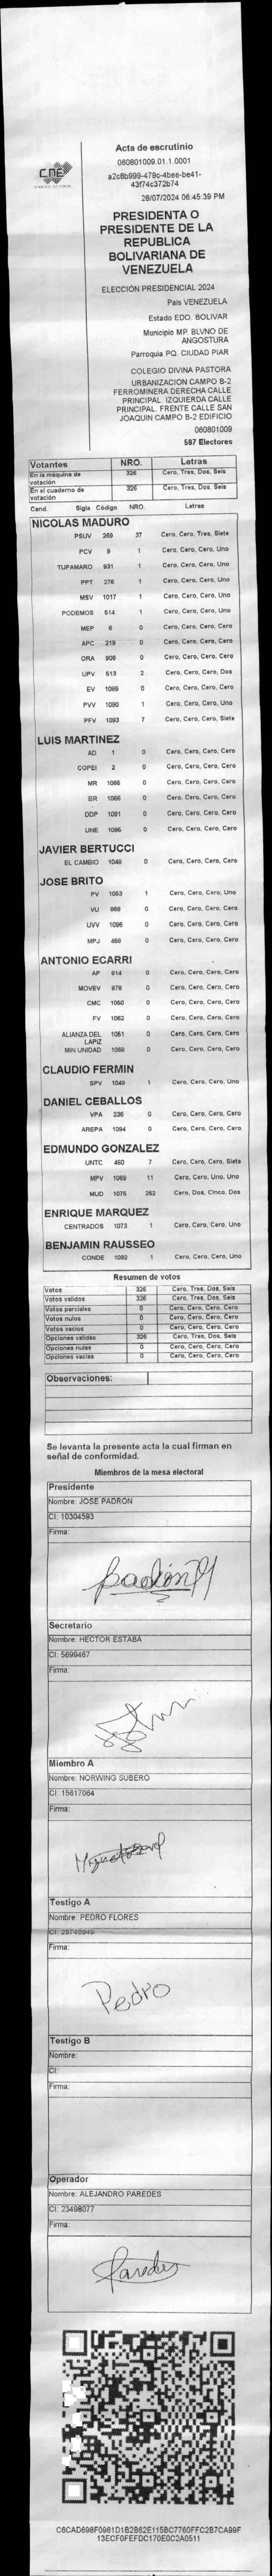 CNE
Acta de escrutinio
060801009.01.1.0001
a2c8b999-479c-4bee-be41-
43f74c372b74
28/07/2024 06:45:39 PM
PRESIDENTA O
PRESIDENTE DE LA
REPUBLICA
BOLIVARIANA DE
VENEZUELA
ELECCIÓN PRESIDENCIAL 2024
País VENEZUELA
Estado EDO. BOLIVAR
Municipio MP. BLVNO DE
ANGOSTURA
Parroquia PQ. CIUDAD PIAR
COLEGIO DIVINA PASTORA
URBANIZACION CAMPO B-2
FERROMINERA DERECHA CALLE
PRINCIPAL. IZQUIERDA CALLE
PRINCIPAL. FRENTE CALLE SAN
JOAQUIN CAMPO B-2 EDIFICIO
060801009
597 Electores
Votantes NRO. Letras
En la máquina de votación 326 Cero, Tres, Dos, Seis
En el cuaderno de votación 326 Cero, Tres, Dos, Seis
Cand. Sigla Código NRO. Letras
NICOLAS MADURO
PSUV 269 37 Cero, Cero, Tres, Siete
PCV 9 1 Cero, Cero, Cero, Uno
TUPAMARO 931 1 Cero, Cero, Cero, Uno
PPT 276 1 Cero, Cero, Cero, Uno
MSV 1017 1 Cero, Cero, Cero, Uno
PODEMOS 514 1 Cero, Cero, Cero, Uno
MEP 6 0 Cero, Cero, Cero, Cero
APC 219 0 Cero, Cero, Cero, Cero
ORA 906 0 Cero, Cero, Cero, Cero
UPV 513 2 Cero, Cero, Cero, Dos
EV 1089 0 Cero, Cero, Cero, Cero
PVV 1090 1 Cero, Cero, Cero, Uno
PFV 1093 7 Cero, Cero, Cero, Siete
LUIS MARTINEZ
AD 1 0 Cero, Cero, Cero, Cero
COPEI 2 0 Cero, Cero, Cero, Cero
MR 1065 0 Cero, Cero, Cero, Cero
BR 1066 0 Cero, Cero, Cero, Cero
DDP 1091 0 Cero, Cero, Cero, Cero
UNE 1095 0 Cero, Cero, Cero, Cero
JAVIER BERTUCCI
EL CAMBIO 1048 0 Cero, Cero, Cero, Cero
JOSE BRITO
PV 1053 1 Cero, Cero, Cero, Uno
VU 869 0 Cero, Cero, Cero, Cero
UVV 1096 0 Cero, Cero, Cero, Cero
MPJ 458 0 Cero, Cero, Cero, Cero
ANTONIO ECARRI
AP 914 0 Cero, Cero, Cero, Cero
MOVEV 978 0 Cero, Cero, Cero, Cero
CMC 1050 0 Cero, Cero, Cero, Cero
FV 1062 0 Cero, Cero, Cero, Cero
ALIANZA DEL LAPIZ 1051 0 Cero, Cero, Cero, Cero
MIN UNIDAD 1068 0 Cero, Cero, Cero, Cero
CLAUDIO FERMIN
SPV 1049 1 Cero, Cero, Cero, Uno
DANIEL CEBALLOS
VPA 236 0 Cero, Cero, Cero, Cero
AREPA 1094 0 Cero, Cero, Cero, Cero
EDMUNDO GONZALEZ
UNTC 460 7 Cero, Cero, Cero, Siete
MPV 1069 11 Cero, Cero, Uno, Uno
MUD 1075 252 Cero, Dos, Cinco, Dos
ENRIQUE MARQUEZ
CENTRADOS 1073 1 Cero, Cero, Cero, Uno
BENJAMIN RAUSSEO
CONDE 1092 1 Cero, Cero, Cero, Uno
Resumen de votos
Votos 326 Cero, Tres, Dos, Seis
Votos válidos 326 Cero, Tres, Dos, Seis
Votos parciales 0 Cero, Cero, Cero, Cero
Votos nulos 0 Cero, Cero, Cero, Cero
Votos vacíos 0 Cero, Cero, Cero, Cero
Opciones válidas 326 Cero, Tres, Dos, Seis
Opciones nulas 0 Cero, Cero, Cero, Cero
Opciones vacías 0 Cero, Cero, Cero, Cero
Observaciones:
Se levanta la presente acta la cual firman en
señal de conformidad.
Miembros de la mesa electoral
Presidente
Nombre: JOSE PADRON
CI: 10304593
Firma:
Padrón
Secretario
Nombre: HECTOR ESTABA
CI: 5699467
Firma:
Miembro A
Nombre: NORWING SUBERO
CI: 15617064
Firma:
Testigo A
Nombre: PEDRO FLORES
Firma:
Pedro
Testigo B
Nombre:
CI:
Firma:
Operador
Nombre: ALEJANDRO PAREDES
CI: 23498077
Firma:
Paredes
C6CAD698F0961D1B2B62E115BC7760FFC2B7CA99F
13ECF0FEFDC170E0C2A0511